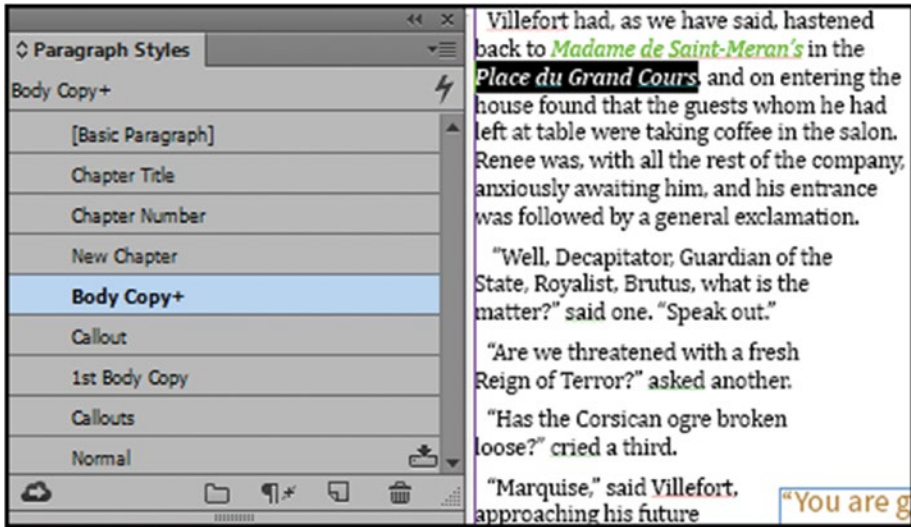 Paragraph Styles
Body Copy+
[Basic Paragraph]
Chapter Title
Chapter Number
New Chapter
Body Copy+
Callout
1st Body Copy
Callouts
Normal
Villefort had, as we have said, hastened
back to Madame de Saint-Meran's in the
Place du Grand Cours, and on entering the
house found that the guests whom he had
left at table were taking coffee in the salon.
Renee was, with all the rest of the company,
anxiously awaiting him, and his entrance
was followed by a general exclamation.
“Well, Decapitator, Guardian of the
State, Royalist, Brutus, what is the
matter?” said one. “Speak out.”
“Are we threatened with a fresh
Reign of Terror?” asked another.
“Has the Corsican ogre broken
loose?” cried a third.
“Marquise,” said Villefort,
approaching his future
“You are g